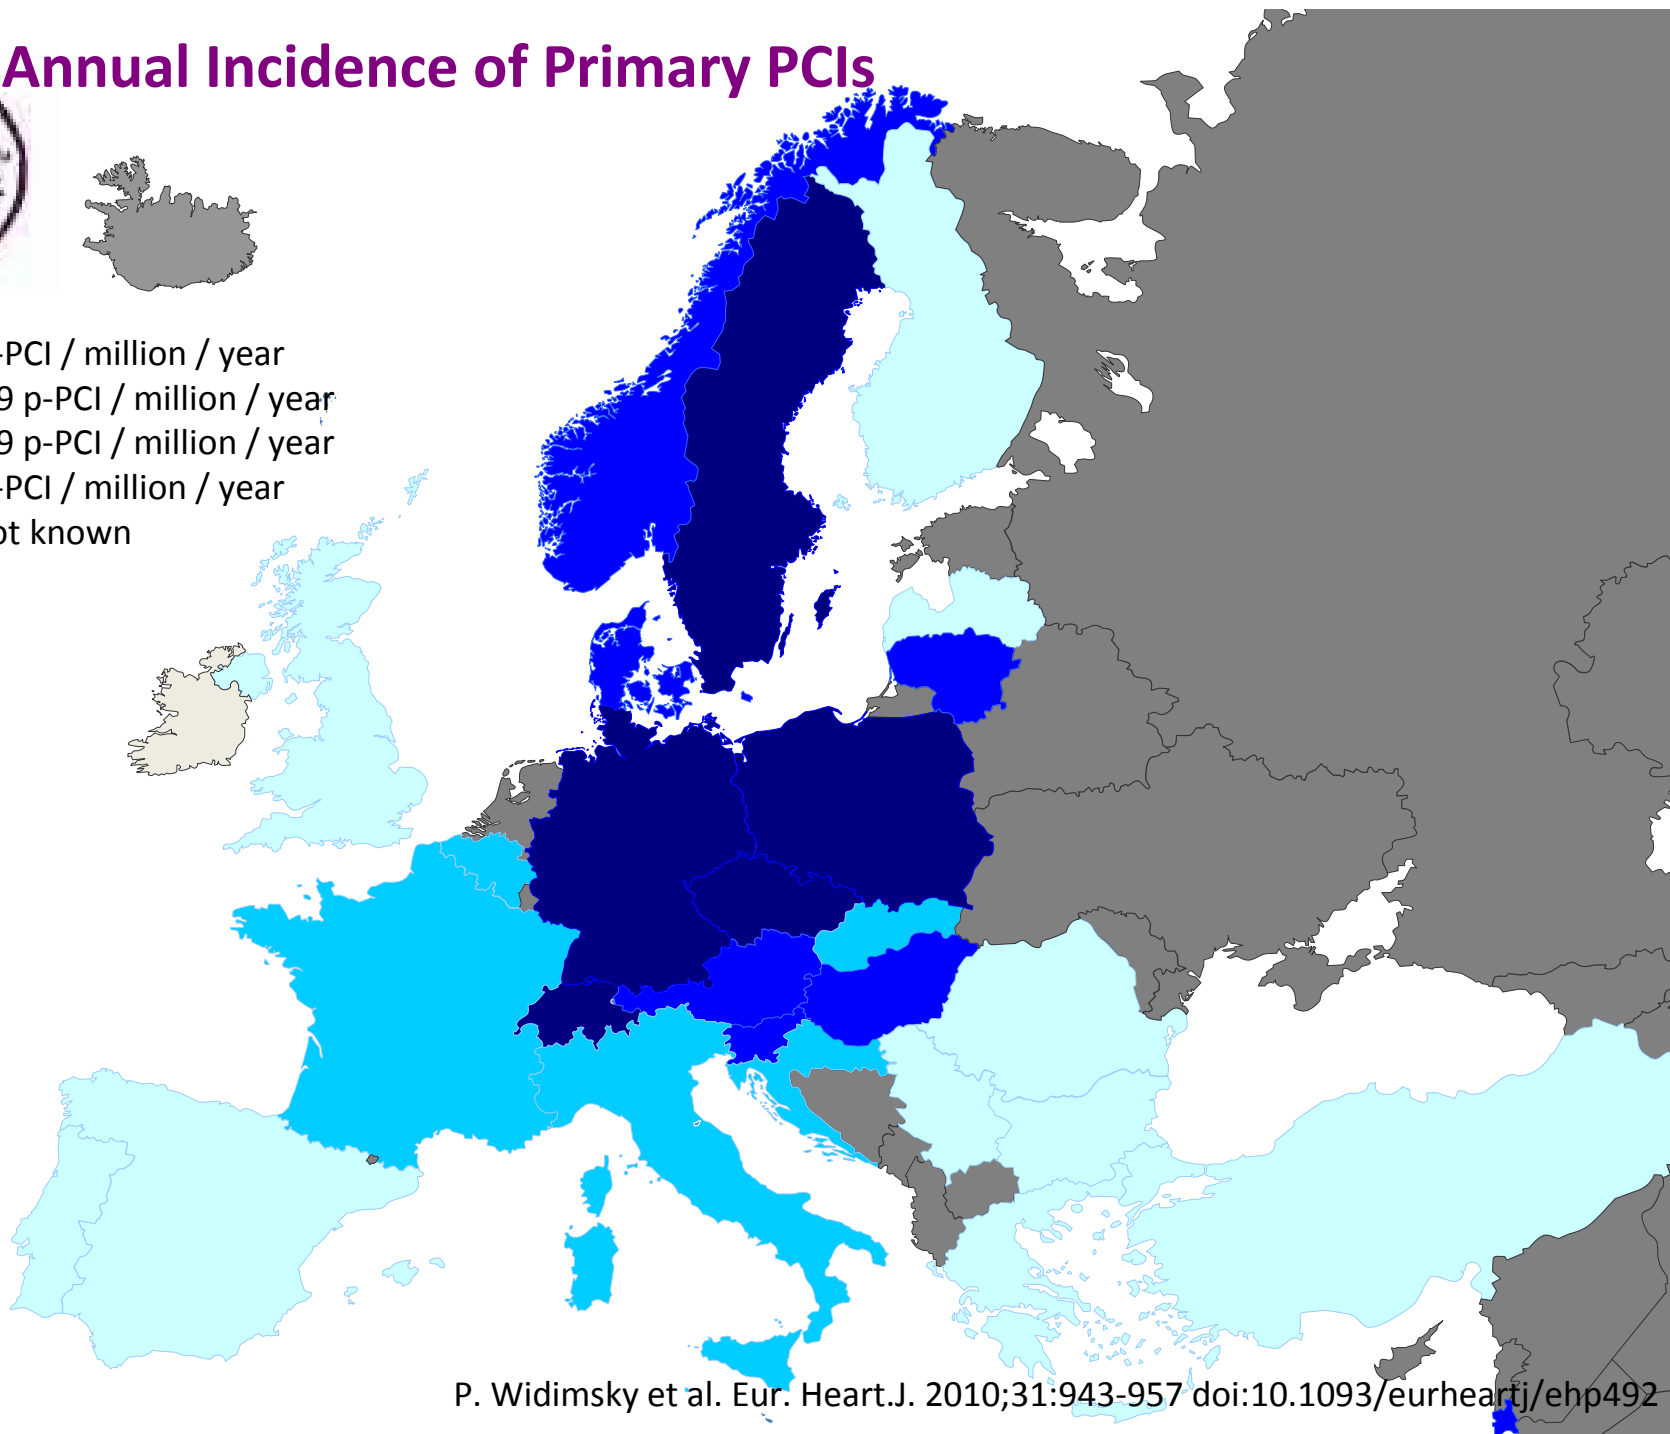 Annual Incidence of Primary PCIs
-PCI / million / year
9 p-PCI / million / year
9 p-PCI / million / year
-PCI / million / year
ot known
P. Widimsky et al. Eur. Heart.J. 2010;31:943-957 doi:10.1093/eurheartj/ehp492